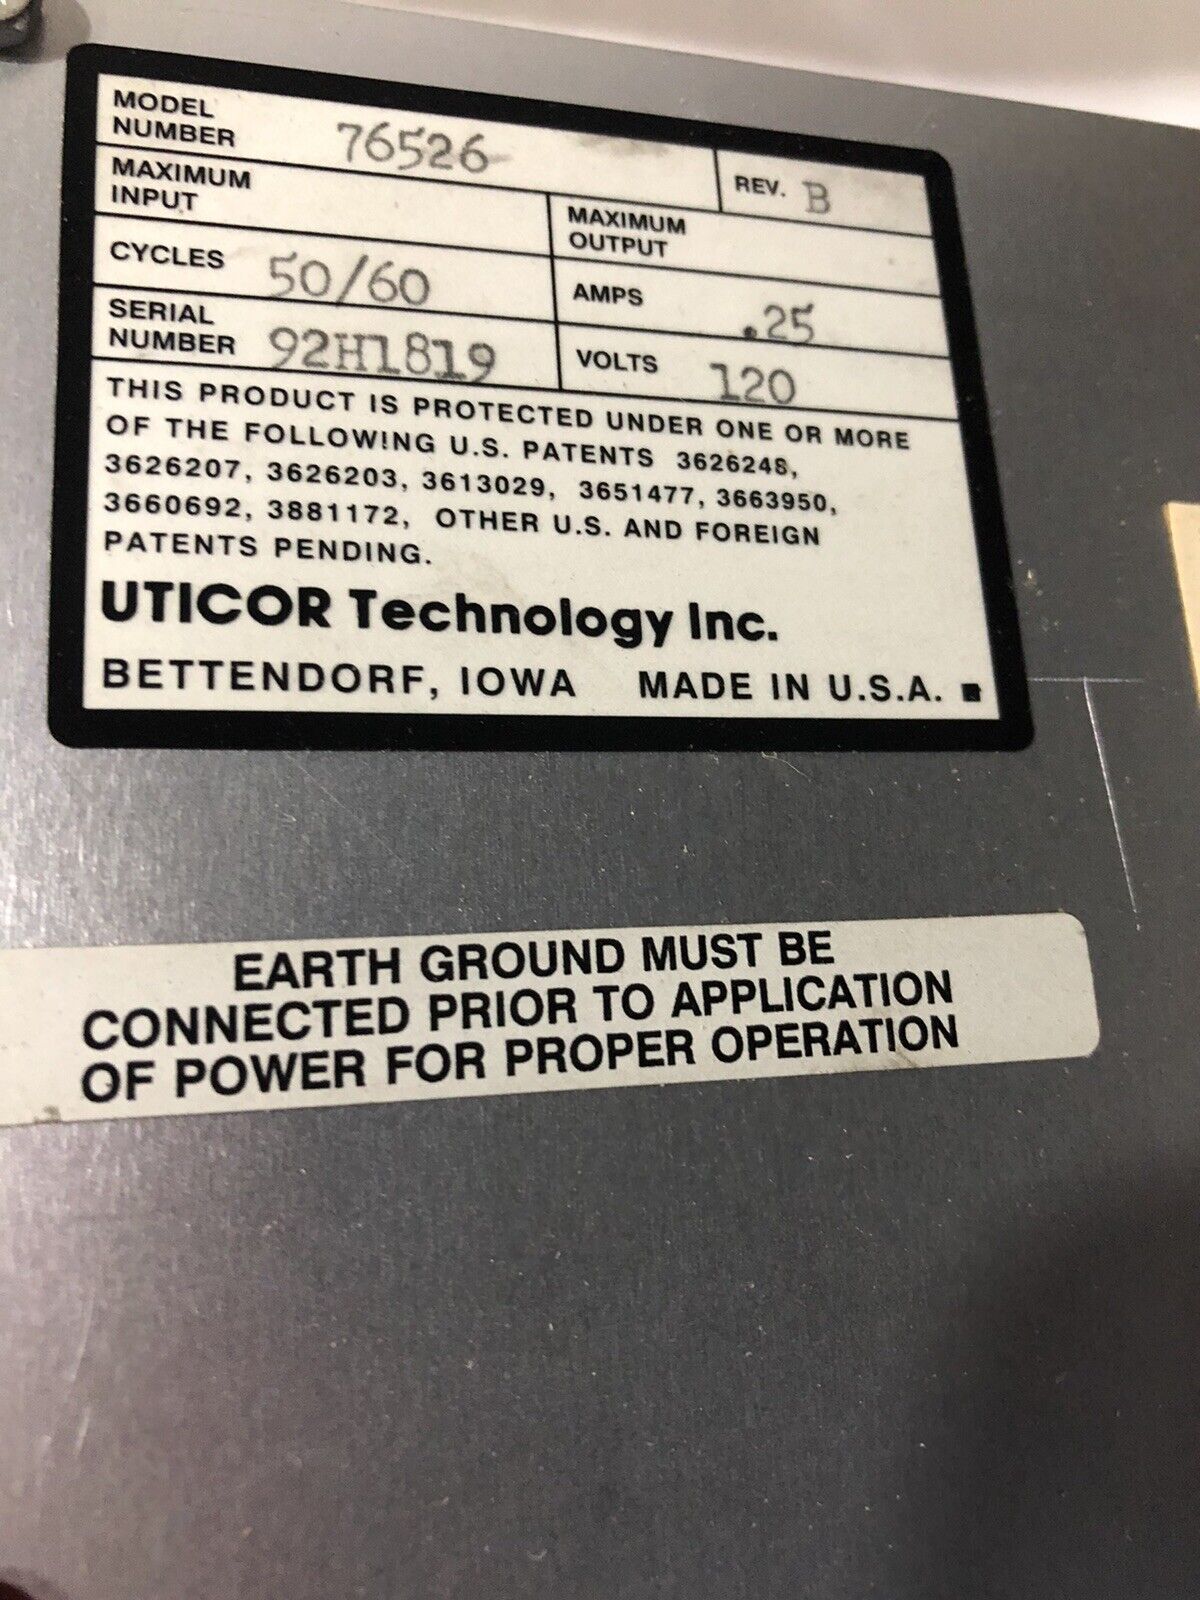 MODEL NUMBER 76526 REV. B
MAXIMUM INPUT
MAXIMUM OUTPUT
CYCLES 50/60
AMPS .25
SERIAL NUMBER 92H1819
VOLTS 120
THIS PRODUCT IS PROTECTED UNDER ONE OR MORE
OF THE FOLLOWING U.S. PATENTS 3626248,
3626207, 3626203, 3613029, 3651477, 3663950,
3660692, 3881172, OTHER U.S. AND FOREIGN
PATENTS PENDING.
UTICOR Technology Inc.
BETTENDORF, IOWA MADE IN U.S.A.
EARTH GROUND MUST BE
CONNECTED PRIOR TO APPLICATION
OF POWER FOR PROPER OPERATION